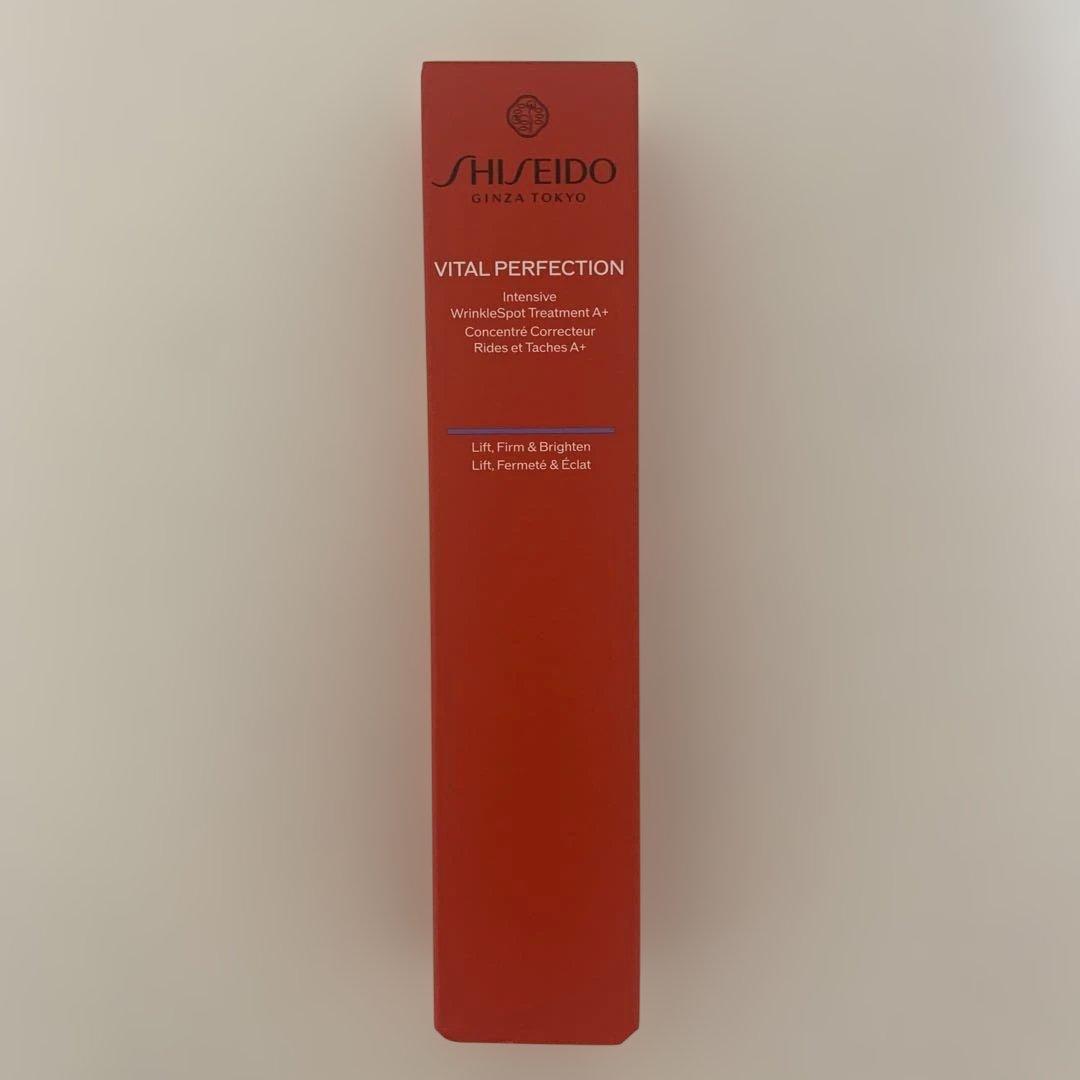 SHISEIDO
GINZA TOKYO
VITAL PERFECTION
Intensive
WrinkleSpot Treatment A+
Concentré Correcteur
Rides et Taches A+
Lift, Firm & Brighten
Lift, Fermeté & Éclat